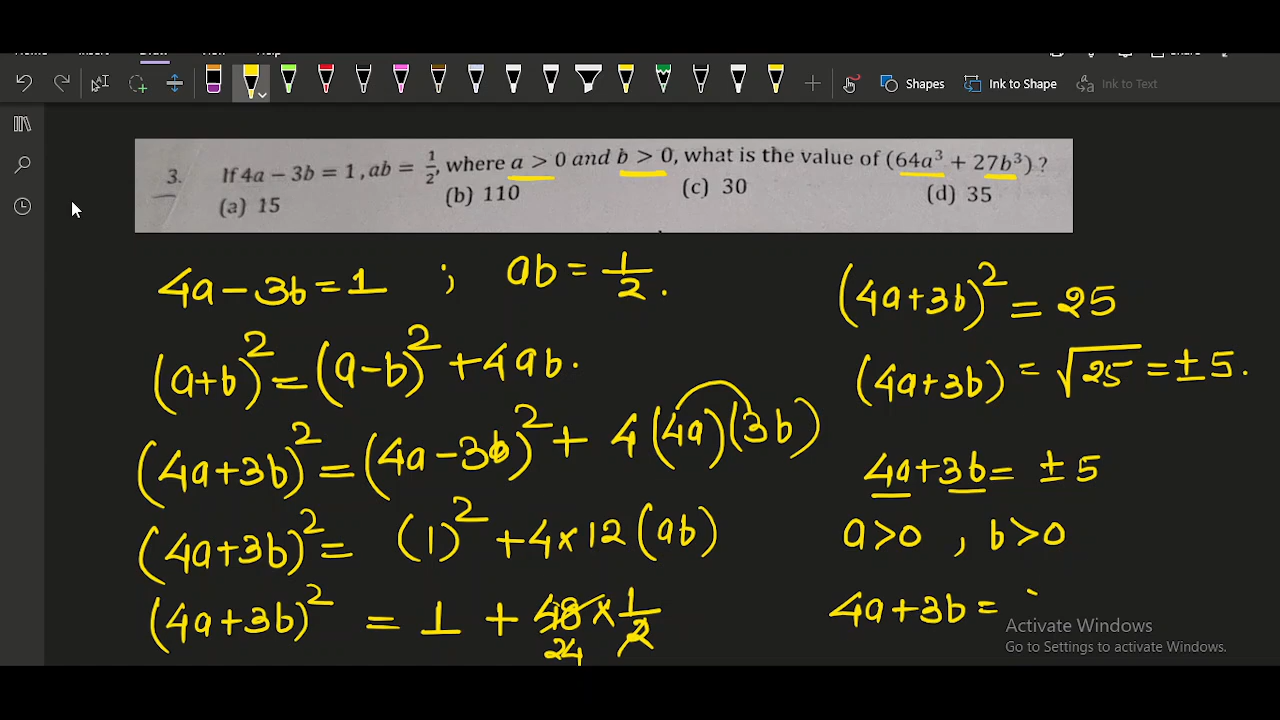 Shapes Ink to Shape Ink to Text
3. If 4a − 3b = 1, ab = 1/2, where a > 0 and b > 0, what is the value of (64a³ + 27b³) ?
(a) 15 (b) 110 (c) 30 (d) 35
4a − 3b = 1 ; ab = 1/2.
(a+b)² = (a−b)² + 4ab.
(4a+3b)² = (4a−3b)² + 4(4a)(3b)
(4a+3b)² = (1)² + 4×12(ab)
(4a+3b)² = 1 + 48×1/2
24
(4a+3b)² = 25
(4a+3b) = √25 = ±5.
4a+3b = ±5
a>0 , b>0
4a+3b =
Activate Windows
Go to Settings to activate Windows.